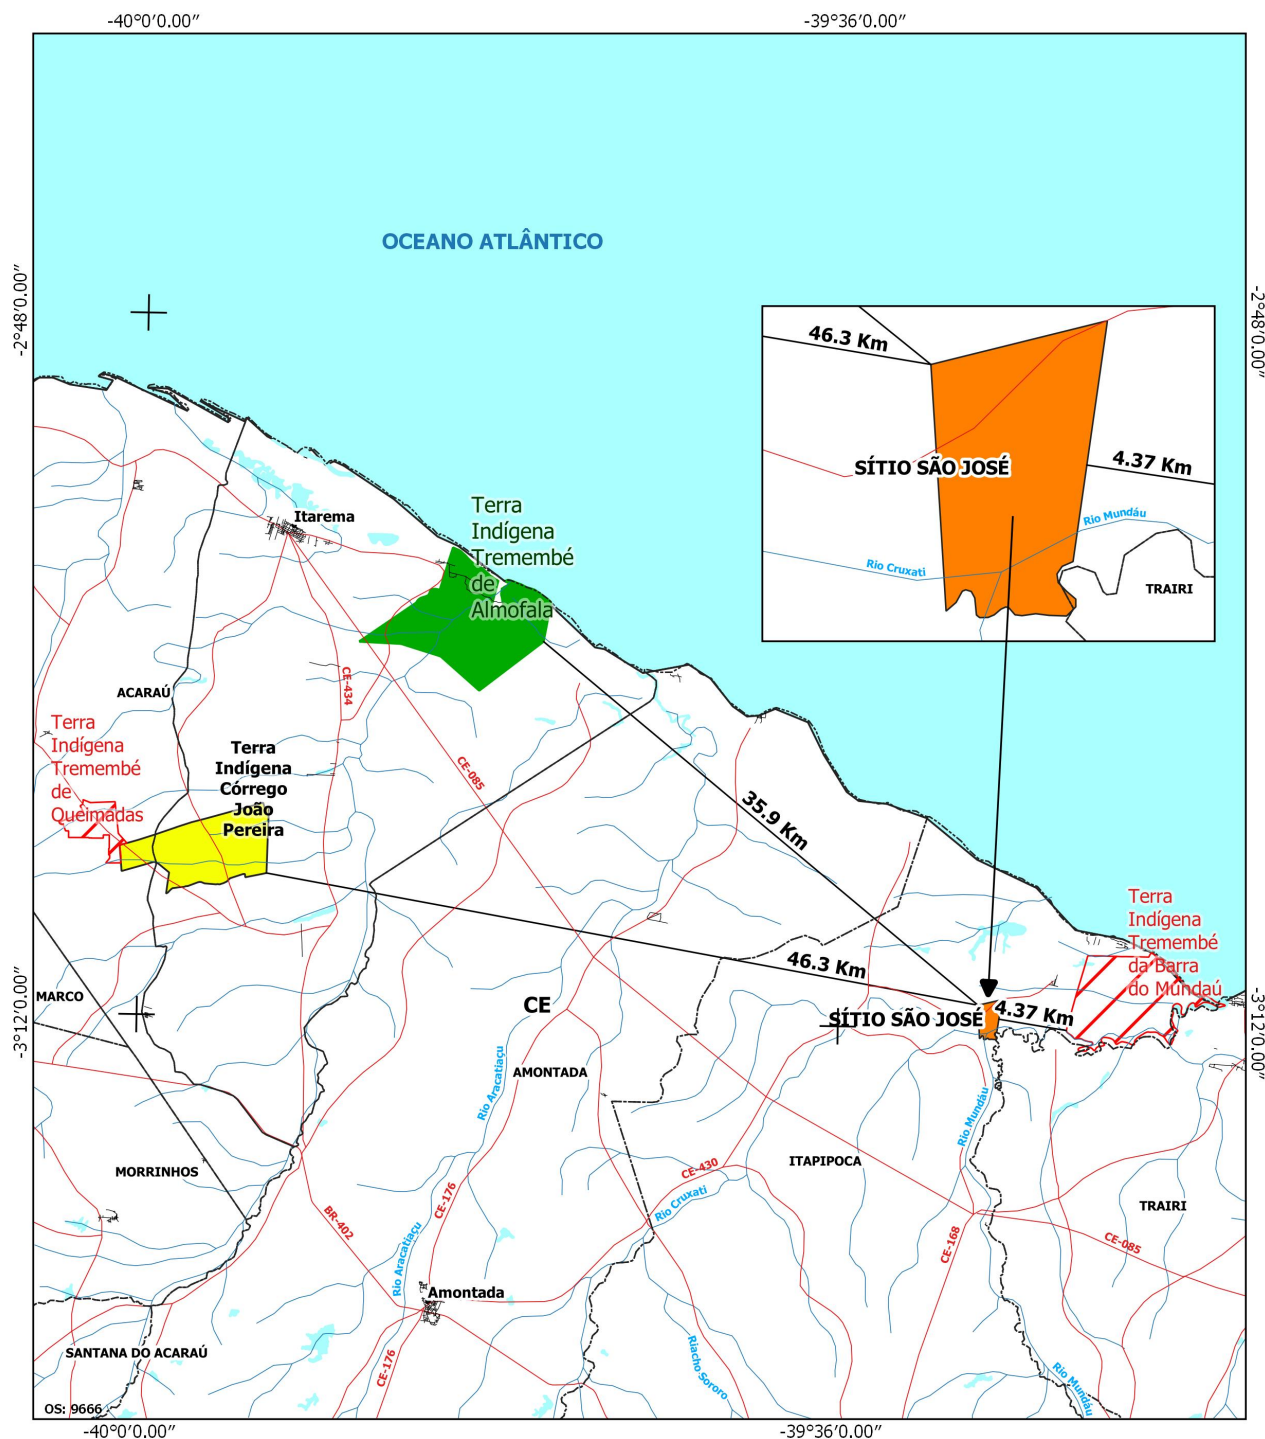 -40°0′0.00″
-39°36′0.00″
-2°48′0.00″
-2°48′0.00″
OCEANO ATLÂNTICO
46.3 Km
SÍTIO SÃO JOSÉ
4.37 Km
Rio Mundáu
Rio Cruxati
TRAIRI
Itarema
Terra
Indígena
Tremembé
de
Almofala
ACARAÚ
CE-434
CE-085
Terra
Indígena
Tremembé
de
Queimadas
Terra
Indígena
Córrego
João
Pereira
35.9 Km
Terra
Indígena
Tremembé
da Barra
do Mundaú
46.3 Km
SÍTIO SÃO JOSÉ
4.37 Km
MARCO
CE
-3°12′0.00″
-3°12′0.00″
AMONTADA
Rio Aracatiaçu
Rio Mundáu
MORRINHOS
ITAPIPOCA
CE-430
Rio Cruxati
CE-176
BR-402
Rio Aracatiaçu
TRAIRI
CE-168
CE-085
Amontada
SANTANA DO ACARAÚ
CE-176
Riacho Sororo
Rio Mundáu
OS: 9666
-40°0′0.00″
-39°36′0.00″